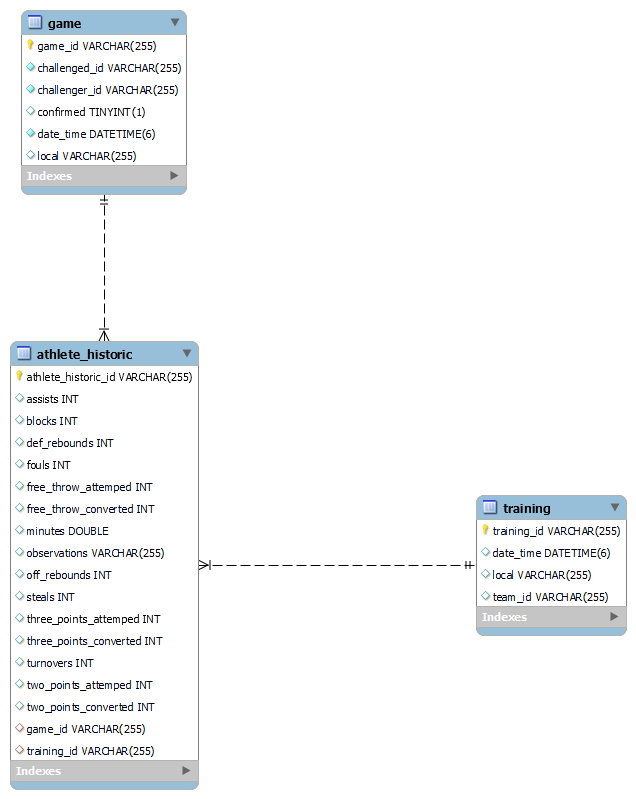 game
game_id VARCHAR(255)
challenged_id VARCHAR(255)
challenger_id VARCHAR(255)
confirmed TINYINT(1)
date_time DATETIME(6)
local VARCHAR(255)
Indexes
athlete_historic
athlete_historic_id VARCHAR(255)
assists INT
blocks INT
def_rebounds INT
fouls INT
free_throw_attemped INT
free_throw_converted INT
minutes DOUBLE
observations VARCHAR(255)
off_rebounds INT
steals INT
three_points_attemped INT
three_points_converted INT
turnovers INT
two_points_attemped INT
two_points_converted INT
game_id VARCHAR(255)
training_id VARCHAR(255)
Indexes
training
training_id VARCHAR(255)
date_time DATETIME(6)
local VARCHAR(255)
team_id VARCHAR(255)
Indexes